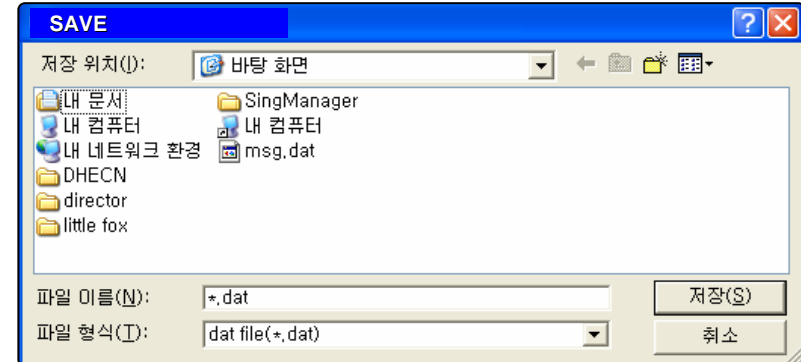 SAVE
저장 위치(I): 바탕 화면
내 문서 SingManager
내 컴퓨터 내 컴퓨터
내 네트워크 환경 msg.dat
DHECN
director
little fox
파일 이름(N): *.dat 저장(S)
파일 형식(T): dat file(*.dat) 취소